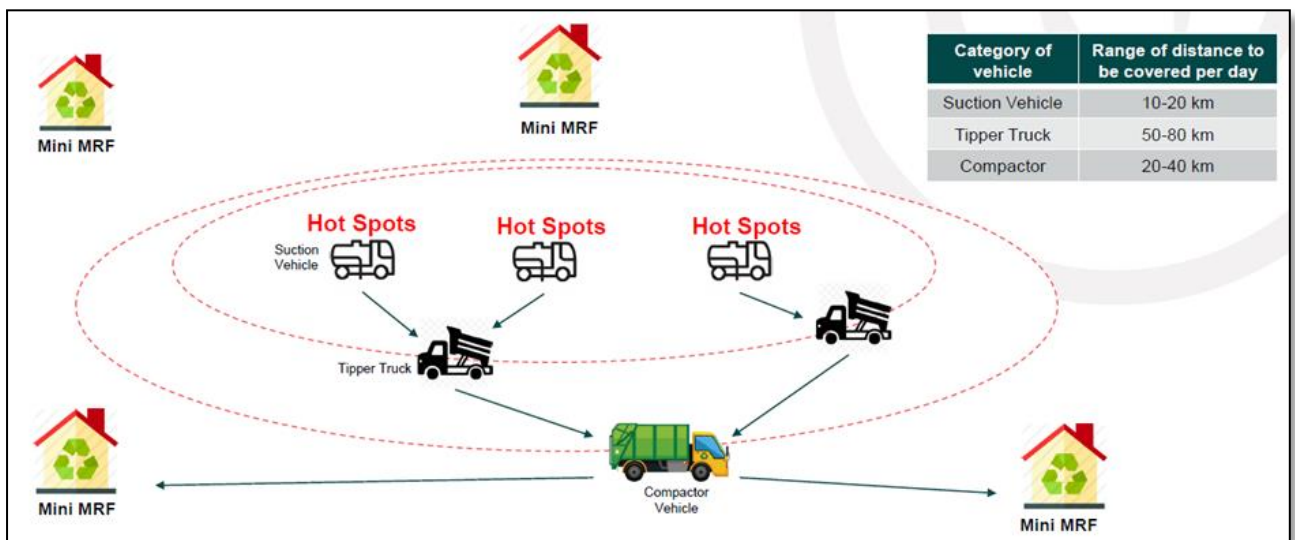 Mini MRF
Mini MRF
Category of vehicle
Range of distance to be covered per day
Suction Vehicle
10-20 km
Tipper Truck
50-80 km
Compactor
20-40 km
Hot Spots
Hot Spots
Hot Spots
Suction
Vehicle
Tipper Truck
Mini MRF
Compactor
Vehicle
Mini MRF